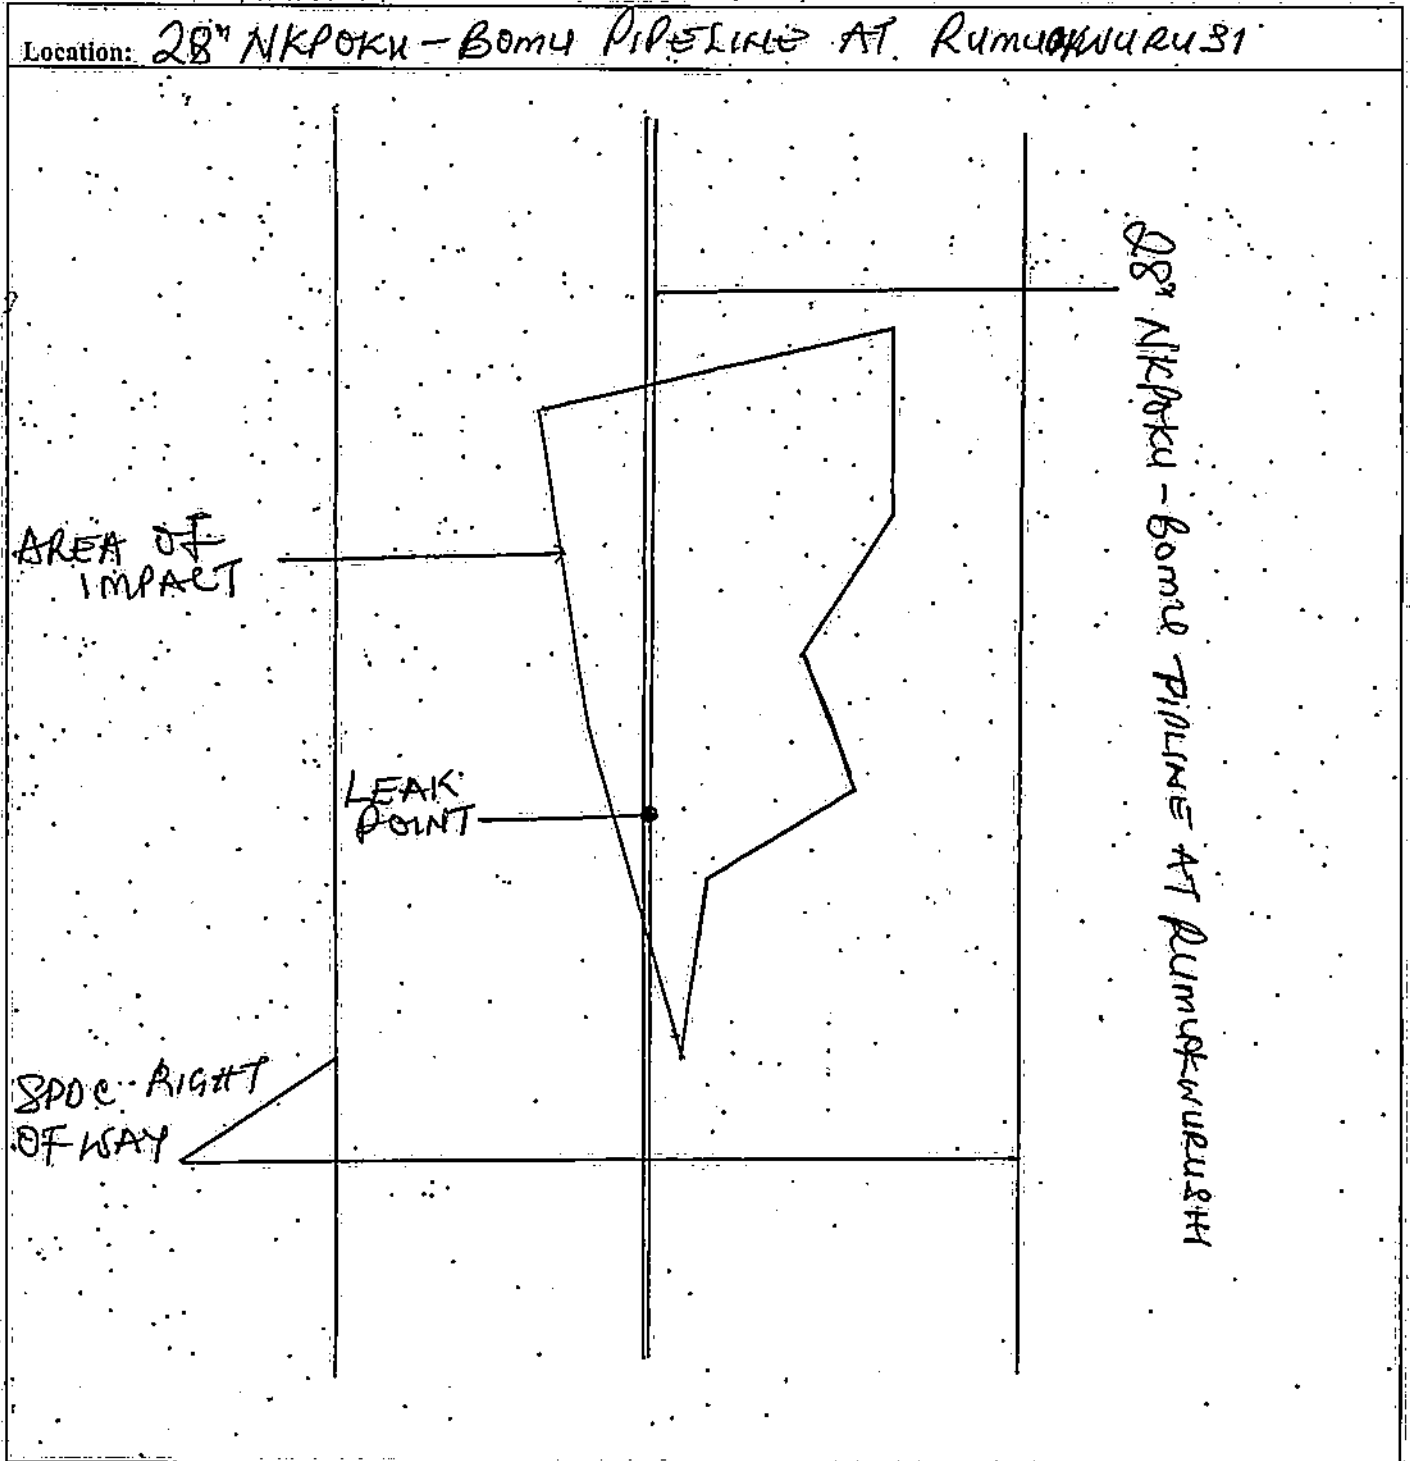 Location: 28" NKPOKU - BOMU PIPELINE AT RUMUOKWURUSI
28" NKPOKU - BOMU PIPLINE AT RUMUOKWURUSHI
AREA OF
IMPACT
LEAK
POINT
SPDC RIGHT
OF WAY